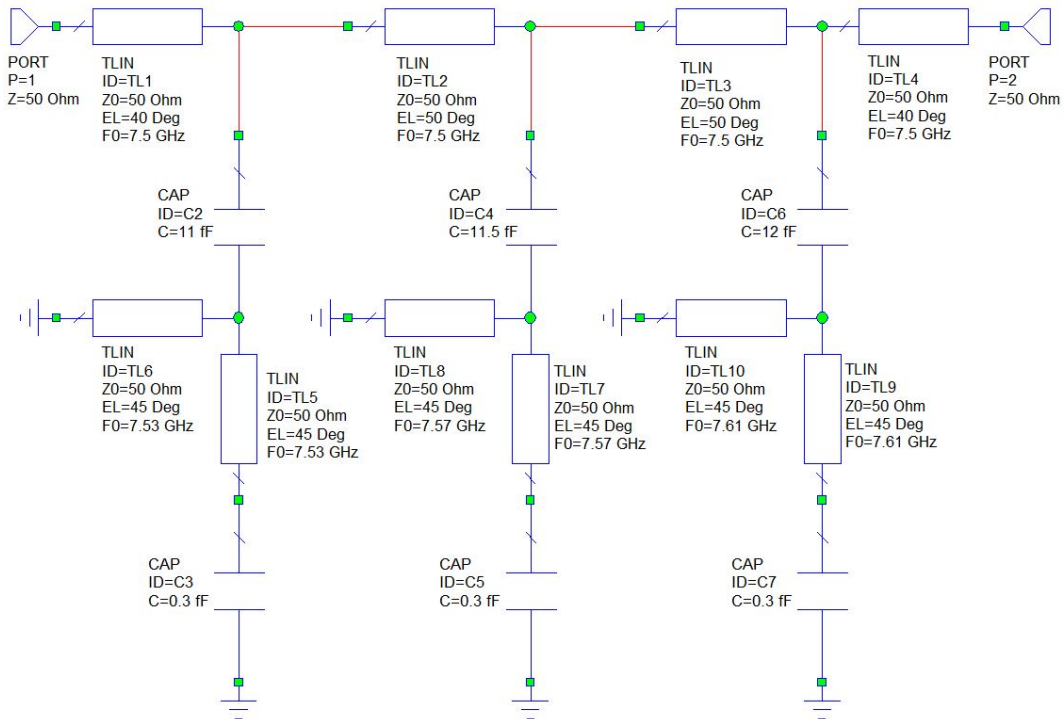 PORT
P=1
Z=50 Ohm
TLIN
ID=TL1
Z0=50 Ohm
EL=40 Deg
F0=7.5 GHz
TLIN
ID=TL2
Z0=50 Ohm
EL=50 Deg
F0=7.5 GHz
TLIN
ID=TL3
Z0=50 Ohm
EL=50 Deg
F0=7.5 GHz
TLIN
ID=TL4
Z0=50 Ohm
EL=40 Deg
F0=7.5 GHz
PORT
P=2
Z=50 Ohm
CAP
ID=C2
C=11 fF
CAP
ID=C4
C=11.5 fF
CAP
ID=C6
C=12 fF
TLIN
ID=TL6
Z0=50 Ohm
EL=45 Deg
F0=7.53 GHz
TLIN
ID=TL5
Z0=50 Ohm
EL=45 Deg
F0=7.53 GHz
TLIN
ID=TL8
Z0=50 Ohm
EL=45 Deg
F0=7.57 GHz
TLIN
ID=TL7
Z0=50 Ohm
EL=45 Deg
F0=7.57 GHz
TLIN
ID=TL10
Z0=50 Ohm
EL=45 Deg
F0=7.61 GHz
TLIN
ID=TL9
Z0=50 Ohm
EL=45 Deg
F0=7.61 GHz
CAP
ID=C3
C=0.3 fF
CAP
ID=C5
C=0.3 fF
CAP
ID=C7
C=0.3 fF